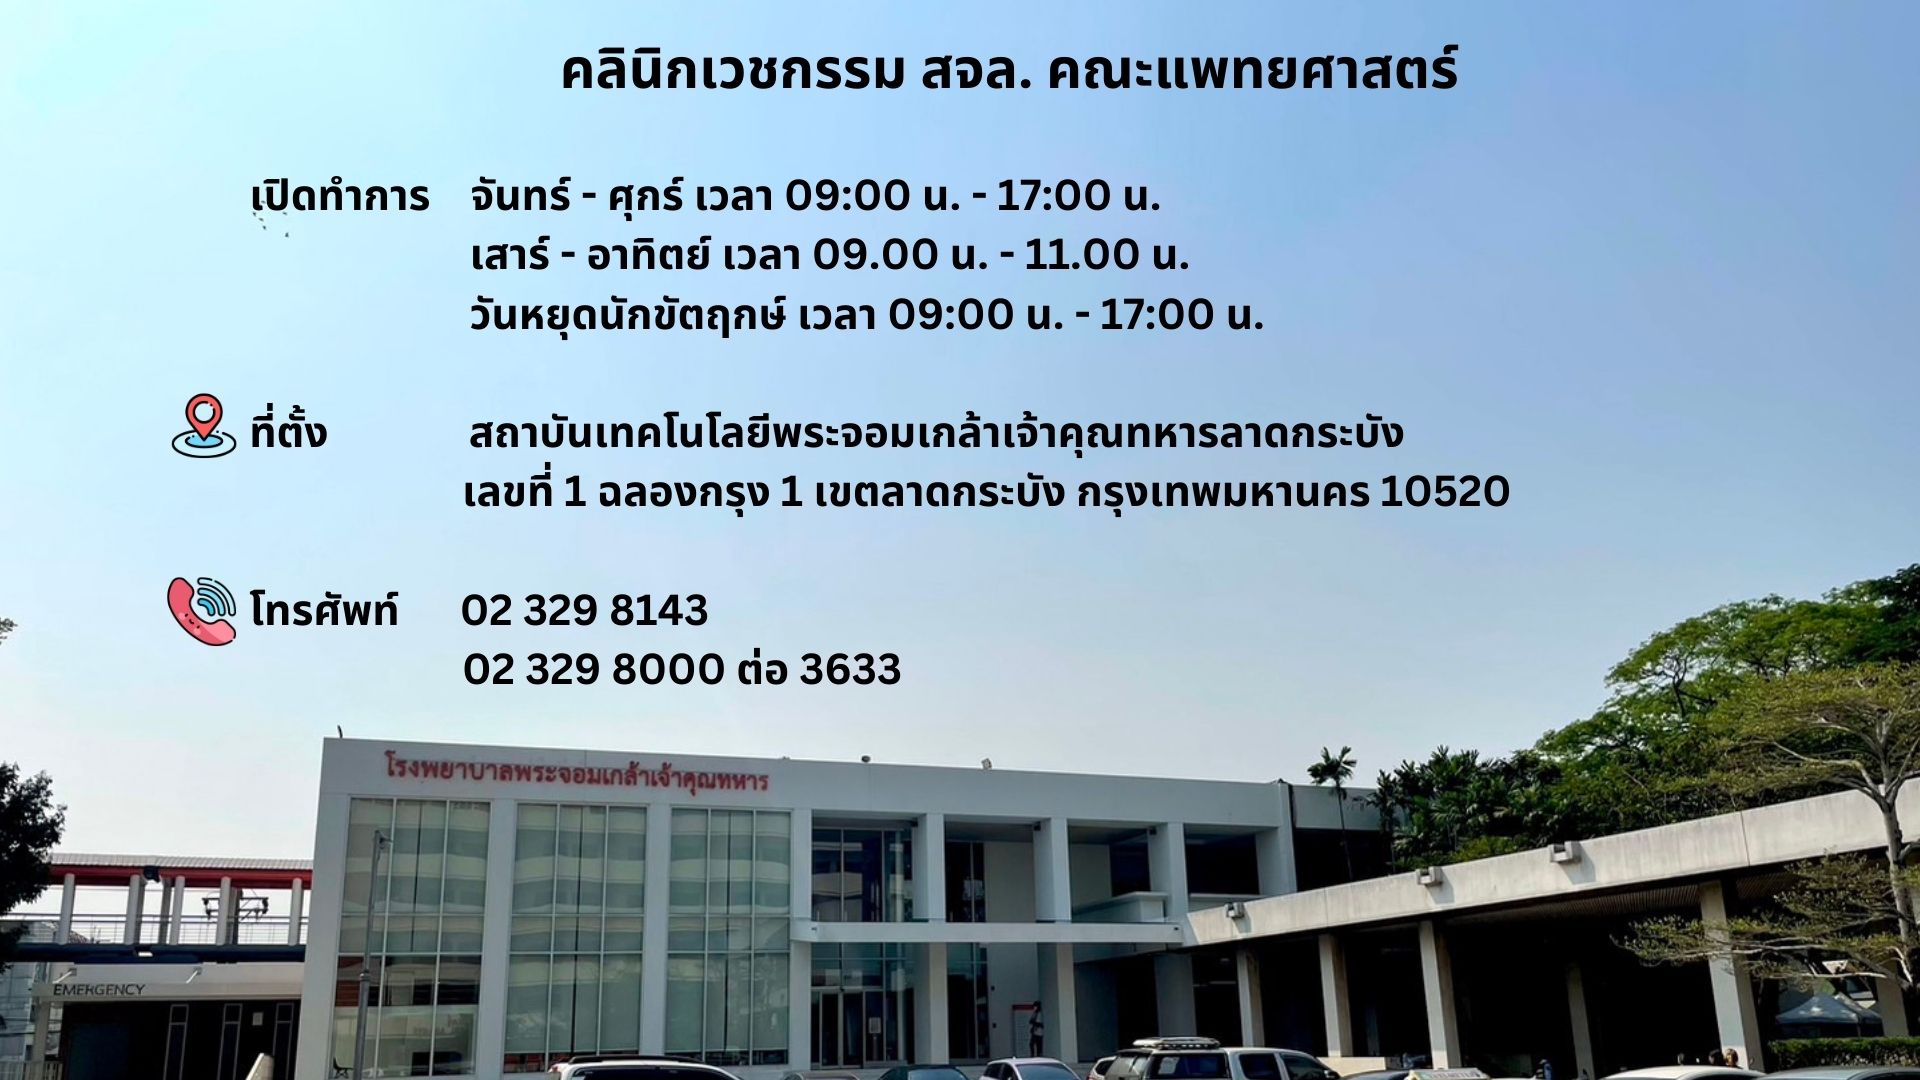 คลินิกเวชกรรม สจล. คณะแพทยศาสตร์
เปิดทำการ จันทร์ - ศุกร์ เวลา 09:00 น. - 17:00 น.
เสาร์ - อาทิตย์ เวลา 09.00 น. - 11.00 น.
วันหยุดนักขัตฤกษ์ เวลา 09:00 น. - 17:00 น.
ที่ตั้ง สถาบันเทคโนโลยีพระจอมเกล้าเจ้าคุณทหารลาดกระบัง
เลขที่ 1 ฉลองกรุง 1 เขตลาดกระบัง กรุงเทพมหานคร 10520
โทรศัพท์ 02 329 8143
02 329 8000 ต่อ 3633
โรงพยาบาลพระจอมเกล้าเจ้าคุณทหาร
EMERGENCY